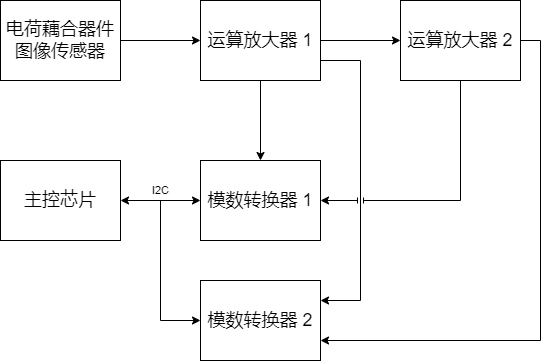 电荷藕合器件
图像传感器
运算放大器 1
运算放大器 2
主控芯片
I2C
模数转换器 1
模数转换器 2